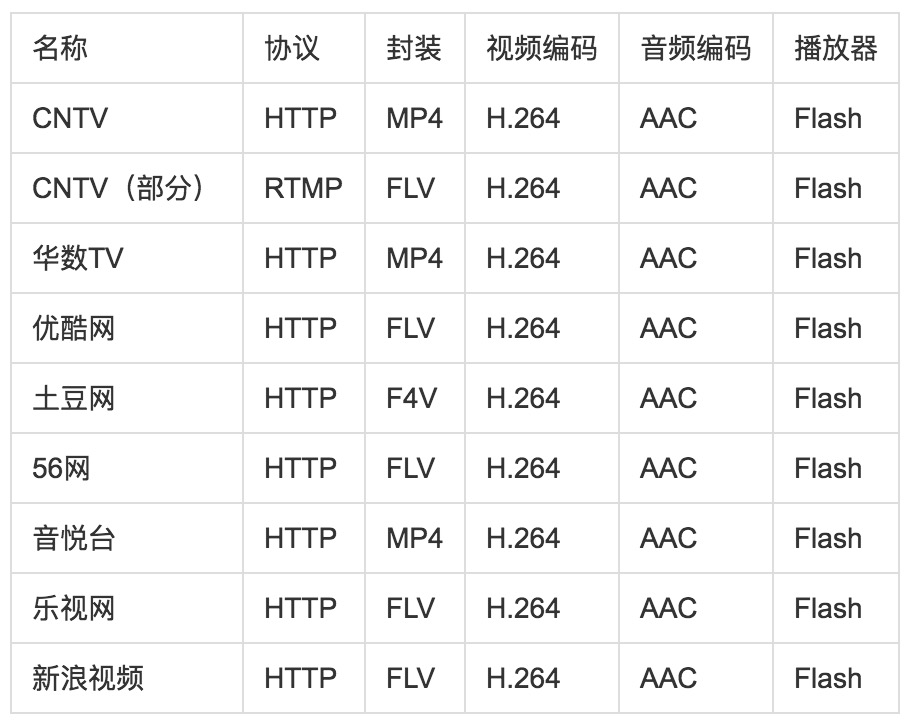 名称 协议 封装 视频编码 音频编码 播放器
CNTV HTTP MP4 H.264 AAC Flash
CNTV（部分） RTMP FLV H.264 AAC Flash
华数TV HTTP MP4 H.264 AAC Flash
优酷网 HTTP FLV H.264 AAC Flash
土豆网 HTTP F4V H.264 AAC Flash
56网 HTTP FLV H.264 AAC Flash
音悦台 HTTP MP4 H.264 AAC Flash
乐视网 HTTP FLV H.264 AAC Flash
新浪视频 HTTP FLV H.264 AAC Flash